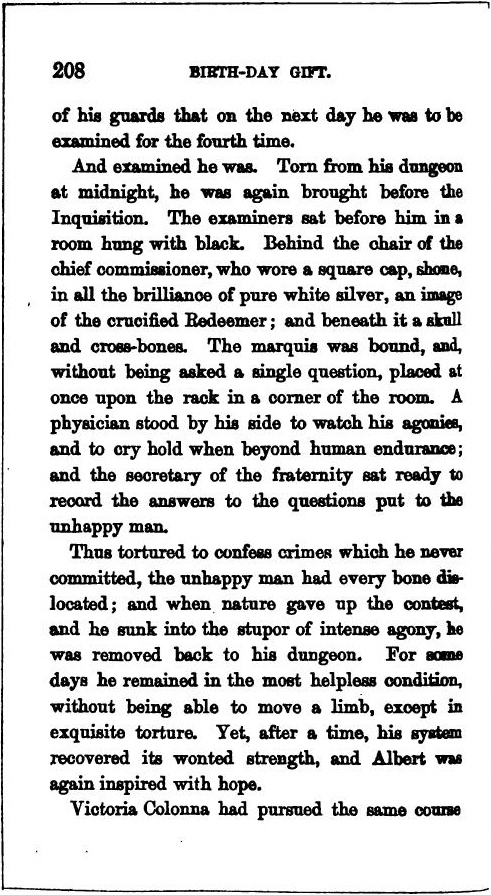 208 BIRTH-DAY GIFT.
of his guards that on the next day he was to be
examined for the fourth time.
And examined he was. Torn from his dungeon
at midnight, he was again brought before the
Inquisition. The examiners sat before him in a
room hung with black. Behind the chair of the
chief commissioner, who wore a square cap, shone,
in all the brilliance of pure white silver, an image
of the crucified Redeemer; and beneath it a skull
and cross-bones. The marquis was bound, and,
without being asked a single question, placed at
once upon the rack in a corner of the room. A
physician stood by his side to watch his agonies,
and to cry hold when beyond human endurance;
and the secretary of the fraternity sat ready to
record the answers to the questions put to the
unhappy man.
Thus tortured to confess crimes which he never
committed, the unhappy man had every bone dis-
located; and when nature gave up the contest,
and he sunk into the stupor of intense agony, he
was removed back to his dungeon. For some
days he remained in the most helpless condition,
without being able to move a limb, except in
exquisite torture. Yet, after a time, his system
recovered its wonted strength, and Albert was
again inspired with hope.
Victoria Colonna had pursued the same course